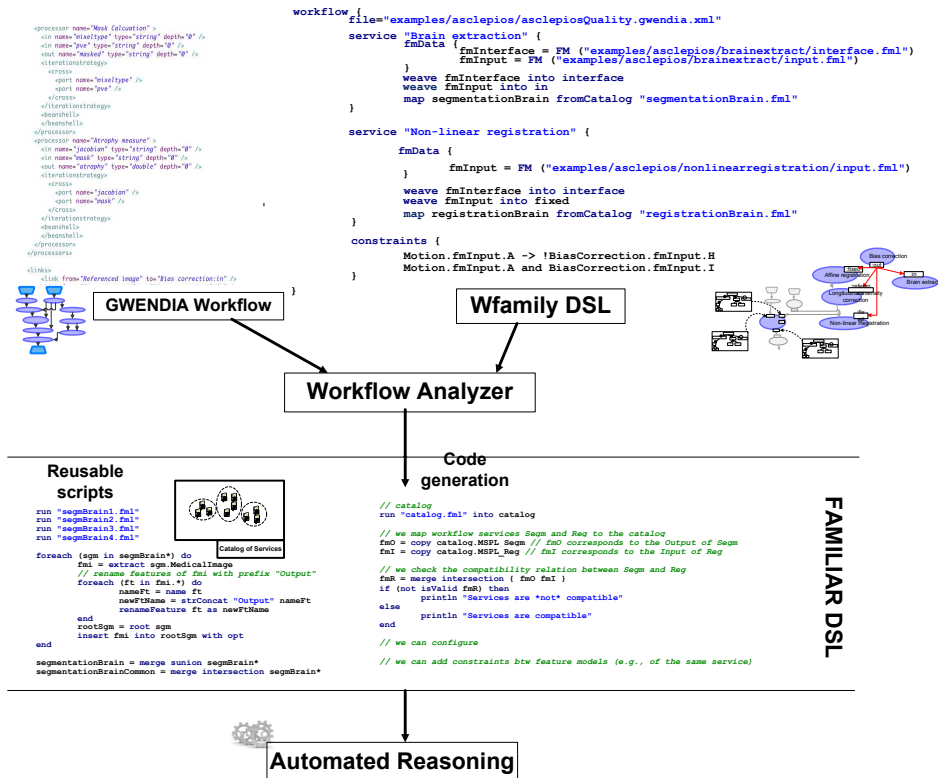 <processor name="Mask Calcuation" >
<in name="mixeltype" type="string" depth="0" />
<in name="pve" type="string" depth="0" />
<out name="masked" type="string" depth="0" />
<iterationstrategy>
<cross>
<port name="mixeltype" />
<port name="pve" />
</cross>
</iterationstrategy>
<beanshell>
</beanshell>
</processor>
<processor name="Atrophy measure" >
<in name="jacobian" type="string" depth="0" />
<in name="mask" type="string" depth="0" />
<out name="atrophy" type="double" depth="0" />
<iterationstrategy>
<cross>
<port name="jacobian" />
<port name="mask" />
</cross>
</iterationstrategy>
<beanshell>
</beanshell>
</processor>
</processors>
<links>
<link from="Referenced image" to="Bias correction:in" />
workflow {
file="examples/asclepios/asclepiosQuality.gwendia.xml"
service "Brain extraction" {
fmData {
fmInterface = FM ("examples/asclepios/brainextract/interface.fml")
fmInput = FM ("examples/asclepios/brainextract/input.fml")
}
weave fmInterface into interface
weave fmInput into in
map segmentationBrain fromCatalog "segmentationBrain.fml"
}
service "Non-linear registration" {
fmData {
fmInput = FM ("examples/asclepios/nonlinearregistration/input.fml")
}
weave fmInterface into interface
weave fmInput into fixed
map registrationBrain fromCatalog "registrationBrain.fml"
}
constraints {
Motion.fmInput.A -> !BiasCorrection.fmInput.H
Motion.fmInput.A and BiasCorrection.fmInput.I
}
}
Bias correction
out
fixed
in
Affine registration
Brain extract
correction
Non-linear Registration
GWENDIA Workflow
Wfamily DSL
Workflow Analyzer
Reusable
scripts
Code
generation
Catalog of Services
run "segmBrain1.fml"
run "segmBrain2.fml"
run "segmBrain3.fml"
run "segmBrain4.fml"
foreach (sgm in segmBrain*) do
fmi = extract sgm.MedicalImage
// rename features of fmi with prefix "Output"
foreach (ft in fmi.*) do
nameFt = name ft
newFtName = strConcat "Output" nameFt
renameFeature ft as newFtName
end
rootSgm = root sgm
insert fmi into rootSgm with opt
end
segmentationBrain = merge sunion segmBrain*
segmentationBrainCommon = merge intersection segmBrain*
// catalog
run "catalog.fml" into catalog
// we map workflow services Segm and Reg to the catalog
fmO = copy catalog.MSPL_Segm // fmO corresponds to the Output of Segm
fmI = copy catalog.MSPL_Reg // fmI corresponds to the Input of Reg
// we check the compatibility relation between Segm and Reg
fmR = merge intersection { fmO fmI }
if (not isValid fmR) then
println "Services are *not* compatible"
else
println "Services are compatible"
end
// we can configure
// we can add constraints btw feature models (e.g., of the same service)
FAMILIAR DSL
Automated Reasoning